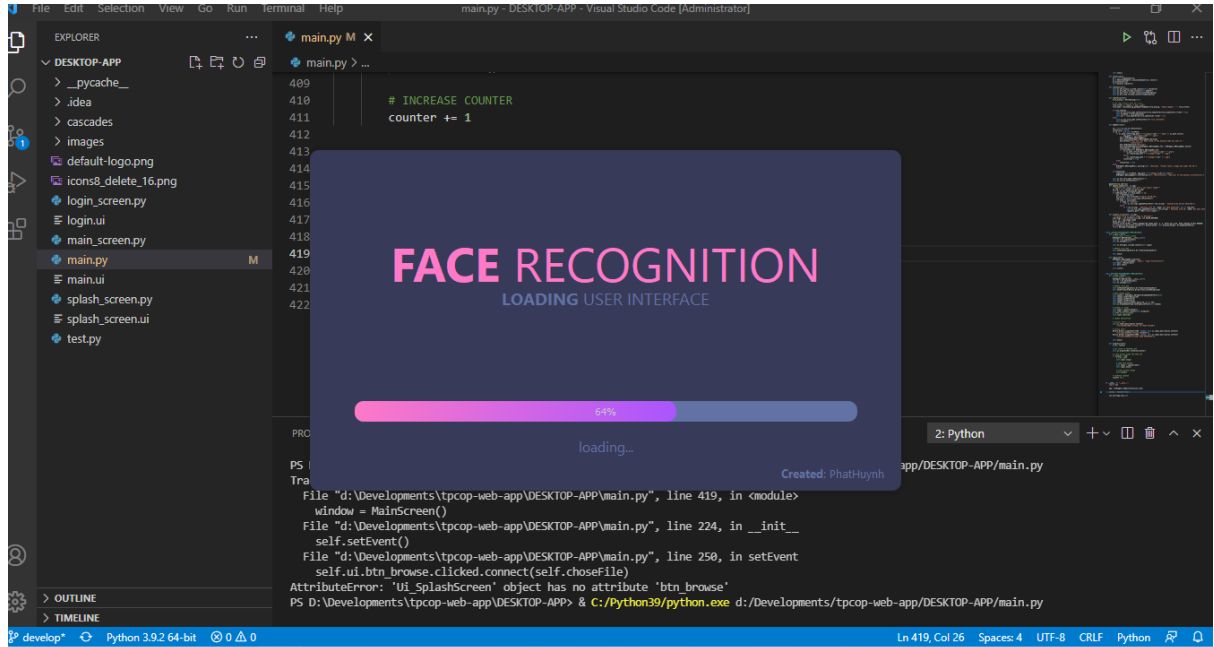 File Edit Selection View Go Run Terminal Help main.py - DESKTOP-APP - Visual Studio Code [Administrator]
EXPLORER
DESKTOP-APP
__pycache__
.idea
cascades
images
default-logo.png
icons8_delete_16.png
login_screen.py
login.ui
main_screen.py
main.py M
main.ui
splash_screen.py
splash_screen.ui
test.py
OUTLINE
TIMELINE
1
main.py M
main.py > ...
409
410 # INCREASE COUNTER
411 counter += 1
412
413
414
415
416
417
418
419
420
421
422
FACE RECOGNITION
LOADING USER INTERFACE
64%
loading...
Created: PhatHuynh
PRO
2: Python
PS app/DESKTOP-APP/main.py
Tra
File "d:\Developments\tpcop-web-app\DESKTOP-APP\main.py", line 419, in <module>
window = MainScreen()
File "d:\Developments\tpcop-web-app\DESKTOP-APP\main.py", line 224, in __init__
self.setEvent()
File "d:\Developments\tpcop-web-app\DESKTOP-APP\main.py", line 250, in setEvent
self.ui.btn_browse.clicked.connect(self.choseFile)
AttributeError: 'Ui_SplashScreen' object has no attribute 'btn_browse'
PS D:\Developments\tpcop-web-app\DESKTOP-APP> & C:/Python39/python.exe d:/Developments/tpcop-web-app/DESKTOP-APP/main.py
develop* Python 3.9.2 64-bit 0 0 Ln 419, Col 26 Spaces: 4 UTF-8 CRLF Python